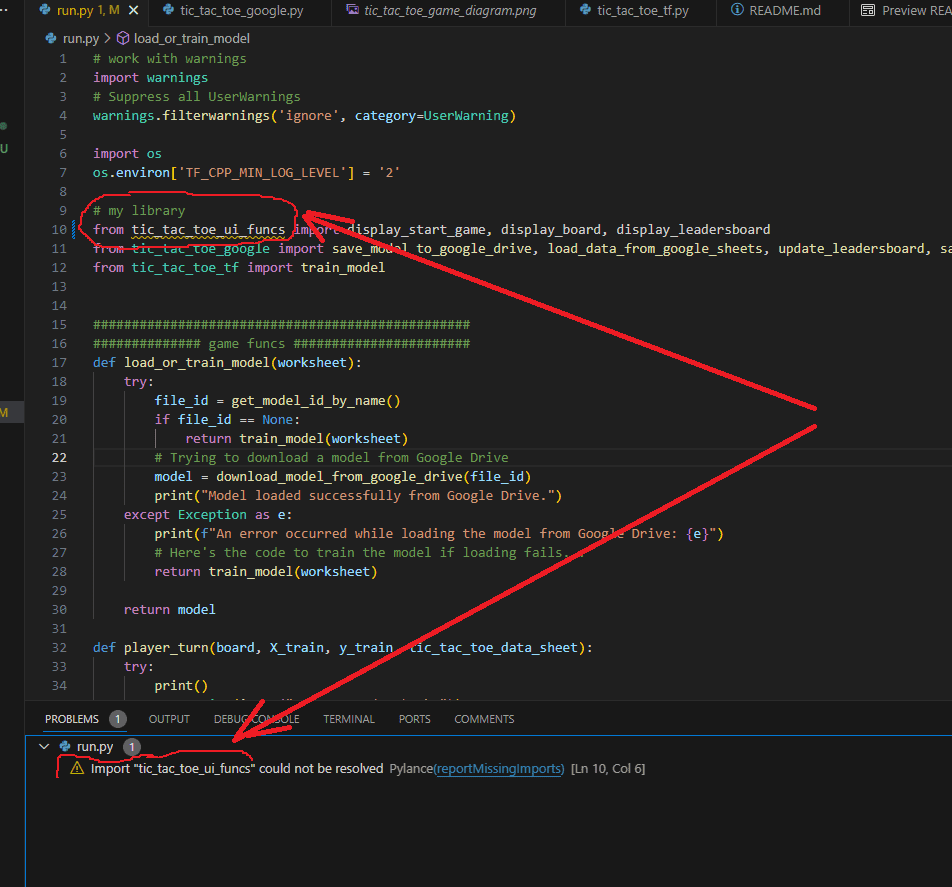 run.py 1, M
tic_tac_toe_google.py
tic_tac_toe_game_diagram.png
tic_tac_toe_tf.py
README.md
Preview REA
run.py > load_or_train_model
U
M
1 # work with warnings
2 import warnings
3 # Suppress all UserWarnings
4 warnings.filterwarnings('ignore', category=UserWarning)
5
6 import os
7 os.environ['TF_CPP_MIN_LOG_LEVEL'] = '2'
8
9 # my library
10 from tic_tac_toe_ui_funcs import display_start_game, display_board, display_leadersboard
11 from tic_tac_toe_google import save_model_to_google_drive, load_data_from_google_sheets, update_leadersboard, sa
12 from tic_tac_toe_tf import train_model
13
14
15 #################################################
16 ############## game funcs #######################
17 def load_or_train_model(worksheet):
18 try:
19 file_id = get_model_id_by_name()
20 if file_id == None:
21 return train_model(worksheet)
22 # Trying to download a model from Google Drive
23 model = download_model_from_google_drive(file_id)
24 print("Model loaded successfully from Google Drive.")
25 except Exception as e:
26 print(f"An error occurred while loading the model from Google Drive: {e}")
27 # Here's the code to train the model if loading fails...
28 return train_model(worksheet)
29
30 return model
31
32 def player_turn(board, X_train, y_train, tic_tac_toe_data_sheet):
33 try:
34 print()
PROBLEMS 1 OUTPUT DEBUG CONSOLE TERMINAL PORTS COMMENTS
run.py 1
Import "tic_tac_toe_ui_funcs" could not be resolved Pylance(reportMissingImports) [Ln 10, Col 6]